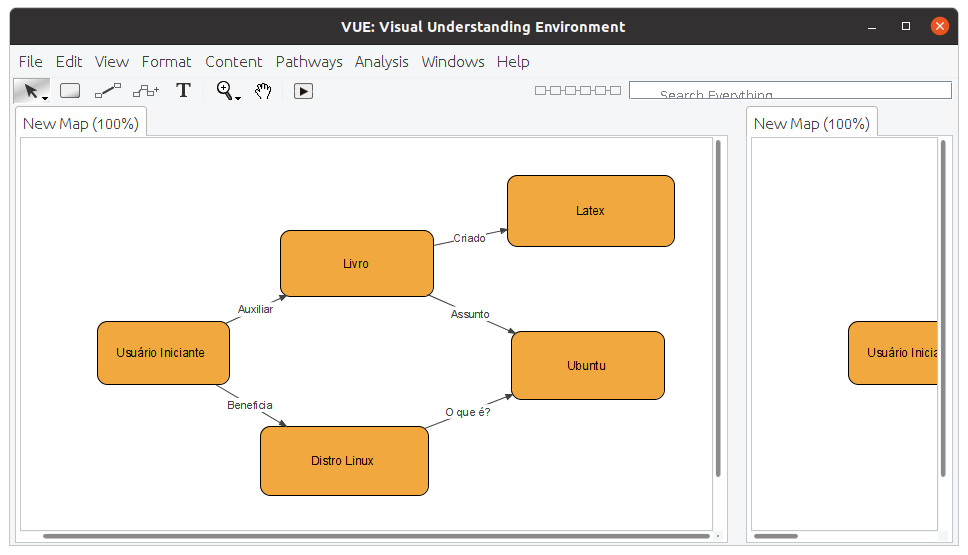 VUE: Visual Understanding Environment
File Edit View Format Content Pathways Analysis Windows Help
T
Search Everything
New Map (100%)
New Map (100%)
Latex
Criado
Livro
Auxiliar
Assunto
Usuário Iniciante
Usuário Inicia
Ubuntu
Beneficia
O que é?
Distro Linux